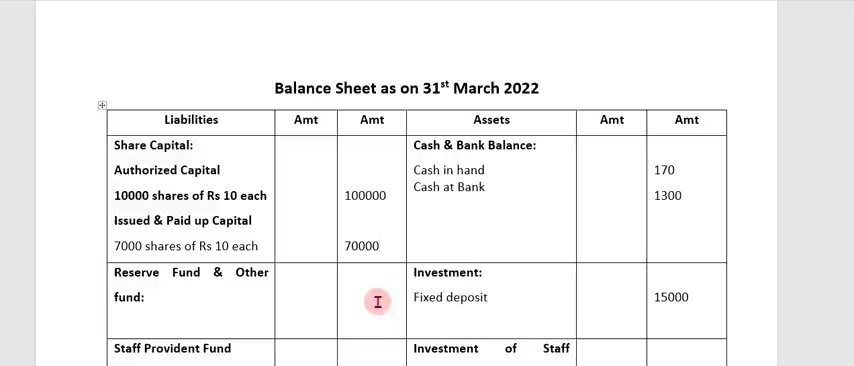 Balance Sheet as on 31st March 2022
Liabilities Amt Amt Assets Amt Amt
Share Capital: Cash & Bank Balance:
Authorized Capital Cash in hand 170
Cash at Bank
10000 shares of Rs 10 each 100000 1300
Issued & Paid up Capital
7000 shares of Rs 10 each 70000
Reserve Fund & Other Investment:
fund: Fixed deposit 15000
Staff Provident Fund Investment of Staff